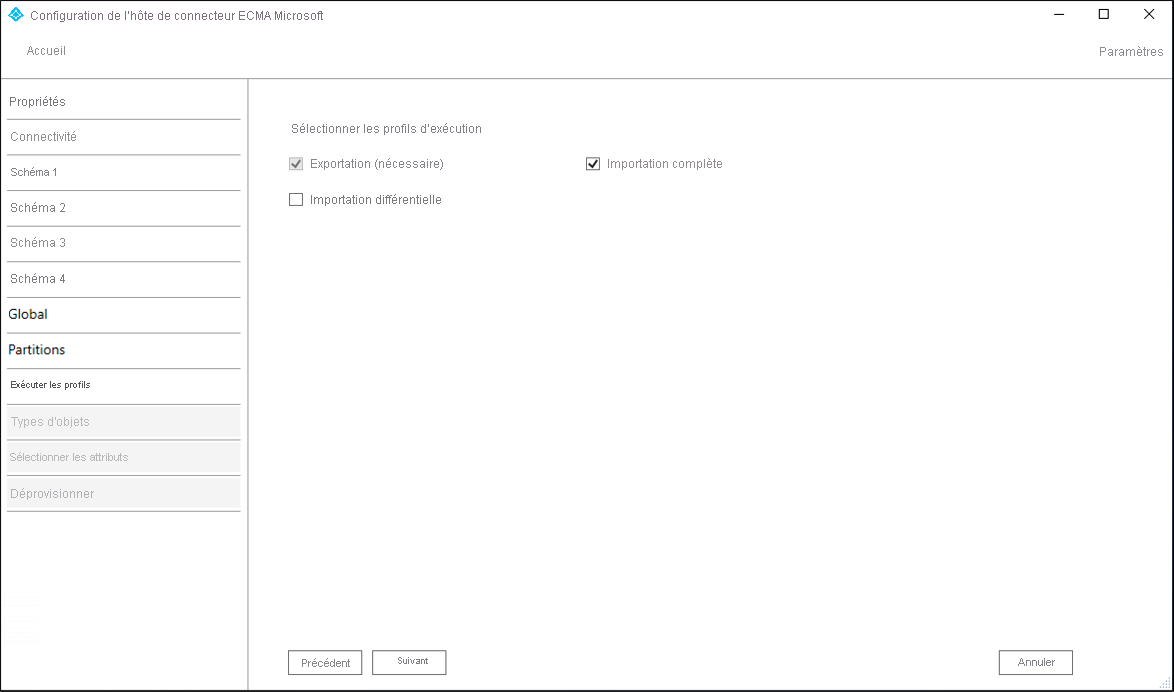 Configuration de l'hôte de connecteur ECMA Microsoft
Accueil
Paramètres
Propriétés
Connectivité
Schéma 1
Schéma 2
Schéma 3
Schéma 4
Global
Partitions
Exécuter les profils
Types d'objets
Sélectionner les attributs
Déprovisionner
Sélectionner les profils d'exécution
Exportation (nécessaire)
Importation complète
Importation différentielle
Précédent
Suivant
Annuler